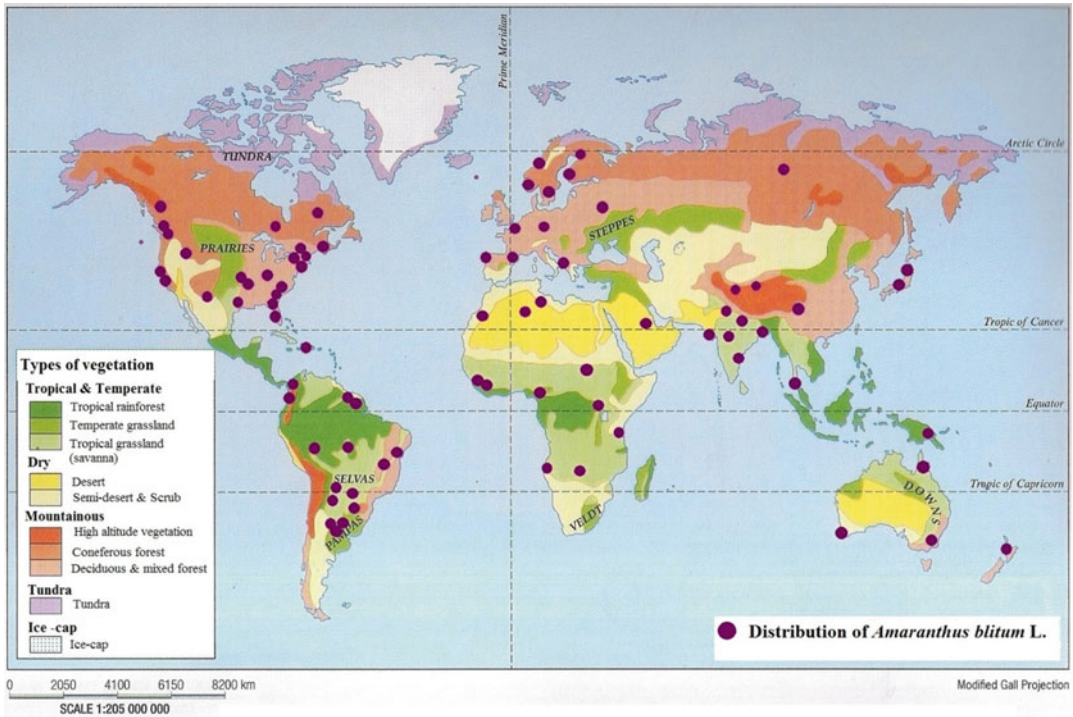 Prime Meridian
Arctic Circle
TUNDRA
PRAIRIES
STEPPES
Tropic of Cancer
Equator
SELVAS
Tropic of Capricorn
DOWNS
VELDT
PAMPAS
Types of vegetation
Tropical & Temperate
Tropical rainforest
Temperate grassland
Tropical grassland
(savanna)
Dry
Desert
Semi-desert & Scrub
Mountainous
High altitude vegetation
Coneferous forest
Deciduous & mixed forest
Tundra
Tundra
Ice -cap
Ice-cap
Distribution of Amaranthus blitum L.
0 2050 4100 6150 8200 km
SCALE 1:205 000 000
Modified Gall Projection